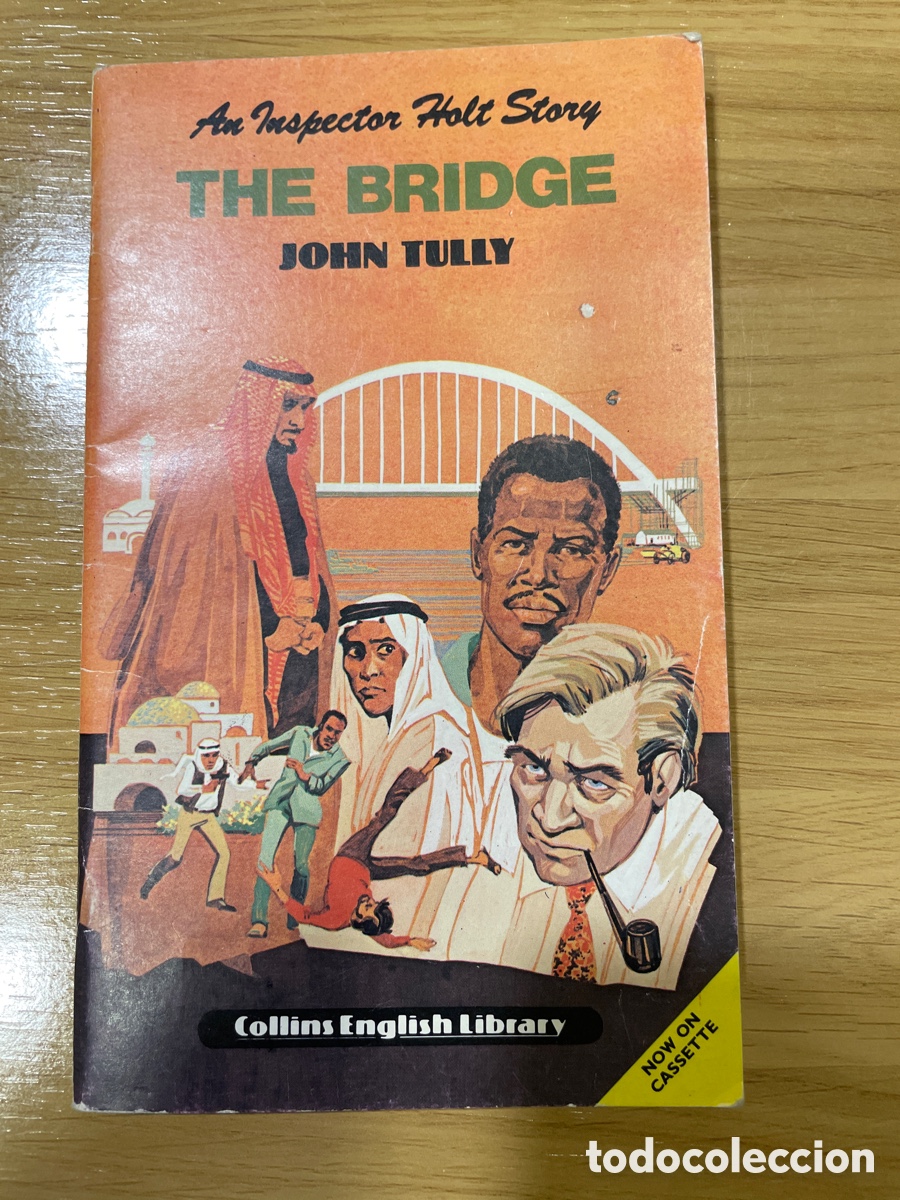 An Inspector Holt Story
THE BRIDGE
JOHN TULLY
Collins English Library
NOW ON
CASSETTE
todocoleccion